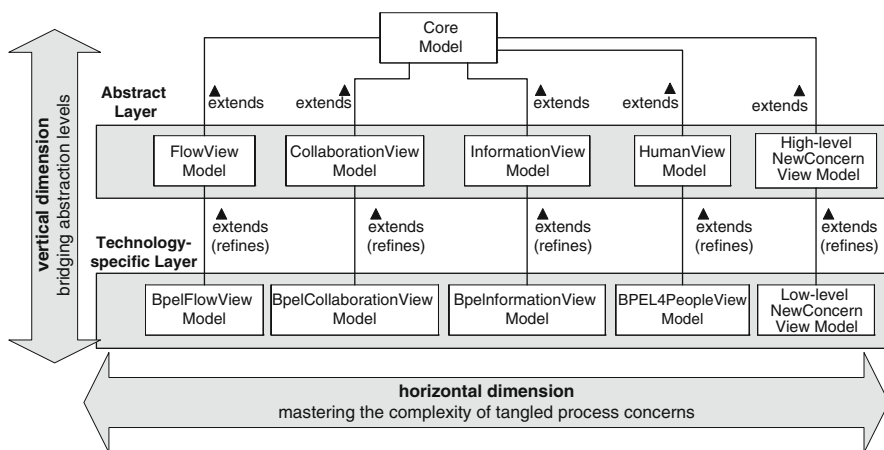 Core
Model
Abstract
Layer
extends
extends
extends
extends
extends
FlowView
Model
CollaborationView
Model
InformationView
Model
HumanView
Model
High-level
NewConcern
View Model
extends
(refines)
extends
(refines)
extends
(refines)
extends
(refines)
extends
(refines)
Technology-
specific Layer
BpelFlowView
Model
BpelCollaborationView
Model
BpelnformationView
Model
BPEL4PeopleView
Model
Low-level
NewConcern
View Model
vertical dimension
bridging abstraction levels
horizontal dimension
mastering the complexity of tangled process concerns